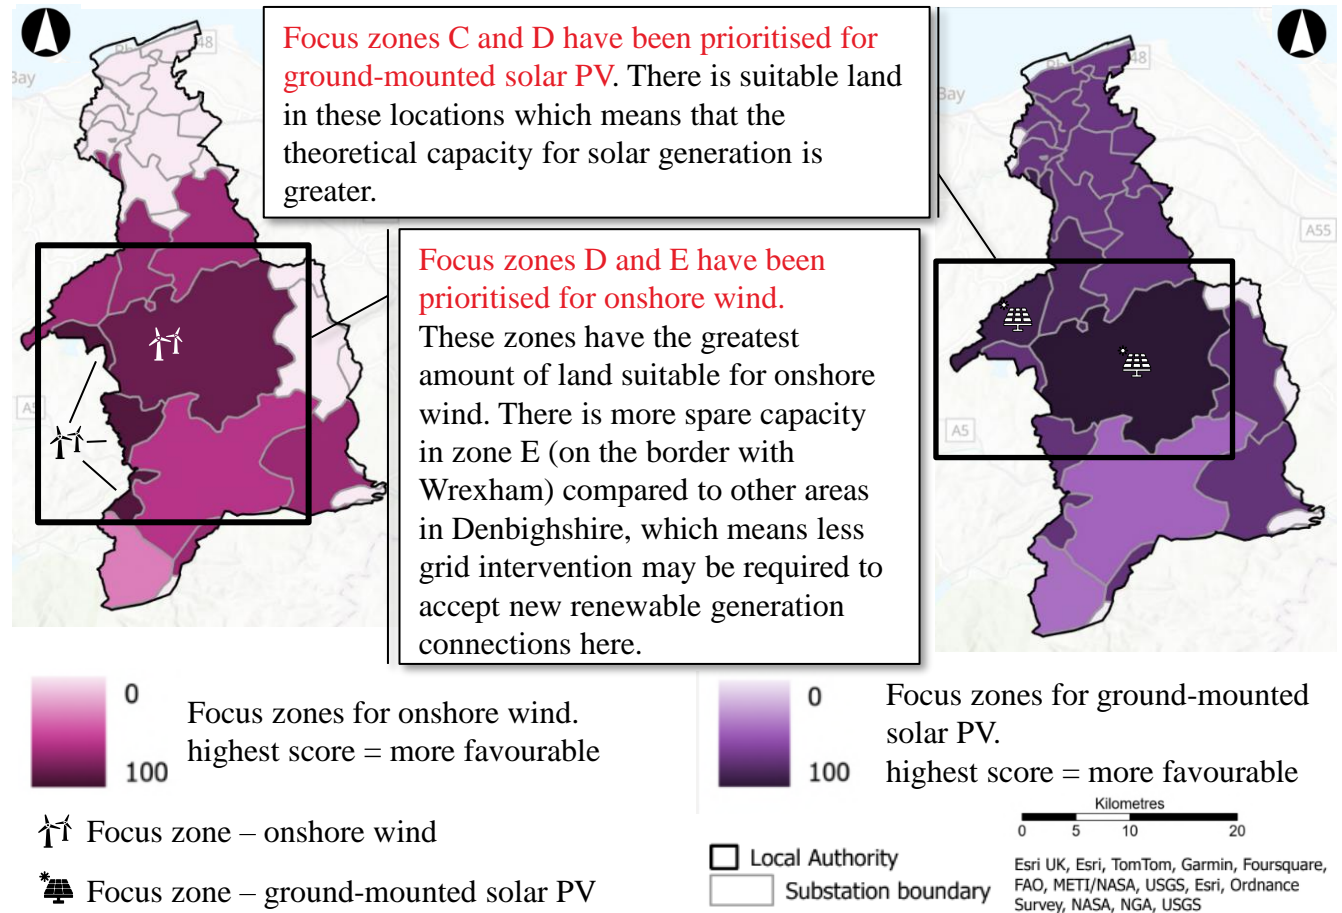 Focus zones C and D have been prioritised for
ground-mounted solar PV. There is suitable land
in these locations which means that the
theoretical capacity for solar generation is
greater.
Focus zones D and E have been
prioritised for onshore wind.
These zones have the greatest
amount of land suitable for onshore
wind. There is more spare capacity
in zone E (on the border with
Wrexham) compared to other areas
in Denbighshire, which means less
grid intervention may be required to
accept new renewable generation
connections here.
48
Bay
A5
48
Bay
A55
A5
0
100
Focus zones for onshore wind.
highest score = more favourable
Focus zone – onshore wind
Focus zone – ground-mounted solar PV
0
100
Focus zones for ground-mounted
solar PV.
highest score = more favourable
Local Authority
Substation boundary
Kilometres
0 5 10 20
Esri UK, Esri, TomTom, Garmin, Foursquare,
FAO, METI/NASA, USGS, Esri, Ordnance
Survey, NASA, NGA, USGS